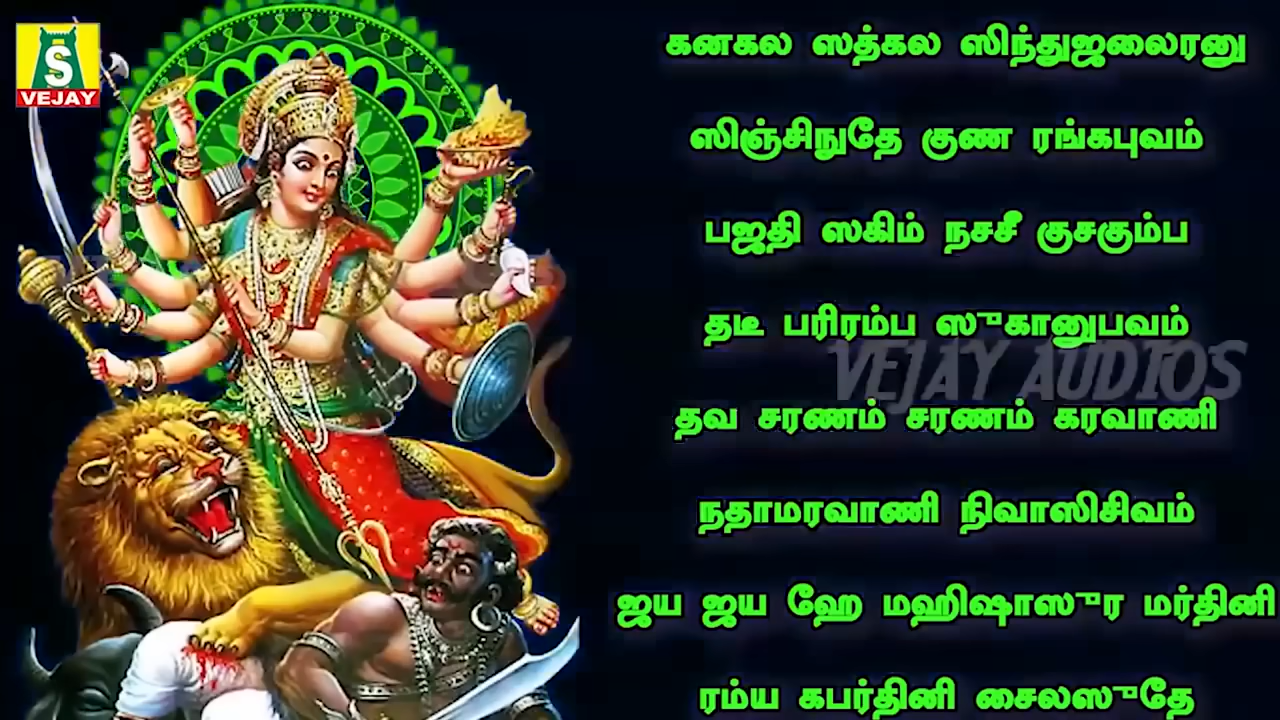 S
VEJAY
கனகல ஸத்கல ஸிந்துஜலைரனு
ஸிஞ்சிநுதே குண ரங்கபுவம்
பஜதி ஸகிம் நசசீ குசகும்ப
தடீ பரிரம்ப ஸுகானுபவம்
VEJAY AUDIOS
தவ சரணம் சரணம் கரவாணி
நதாமரவாணி நிவாஸிசிவம்
ஜய ஜய ஹே மஹிஷாஸுர மர்தினி
ரம்ய கபர்தினி சைலஸுதே